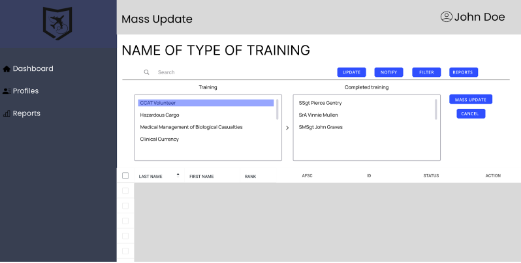 Mass Update
John Doe
NAME OF TYPE OF TRAINING
Dashboard
Profiles
Reports
Search
UPDATE
NOTIFY
FILTER
REPORTS
Training
Completed training
CCAT Volunteer
Hazardous Cargo
Medical Management of Biological Casualties
Clinical Currency
>
SSgt Pierce Gently
SrA Vinnie Mullen
SMSgt John Graves
MASS UPDATE
CANCEL
LAST NAME FIRST NAME RANK AFSC ID STATUS ACTION